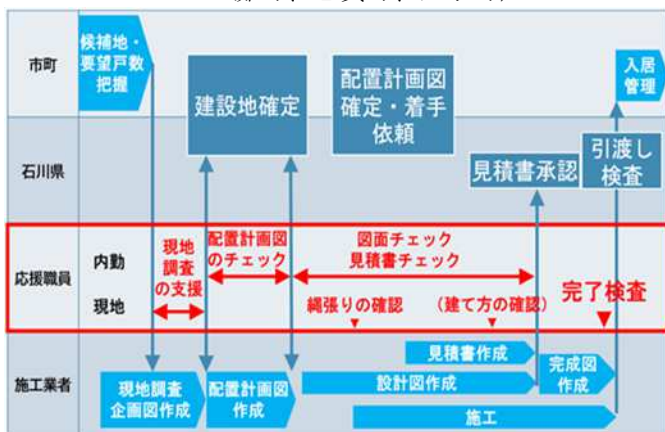 市町
候補地・
要望戸数
把握
建設地確定
配置計画図
確定・着手
依頼
入居
管理
石川県
見積書承認
引渡し
検査
応援職員
内勤
現地
現地
調査
の支援
配置計画図
のチェック
図面チェック
見積書チェック
縄張りの確認
（建て方の確認）
完了検査
施工業者
現地調査
企画図作成
配置計画図
作成
見積書作成
設計図作成
完成図
作成
施工